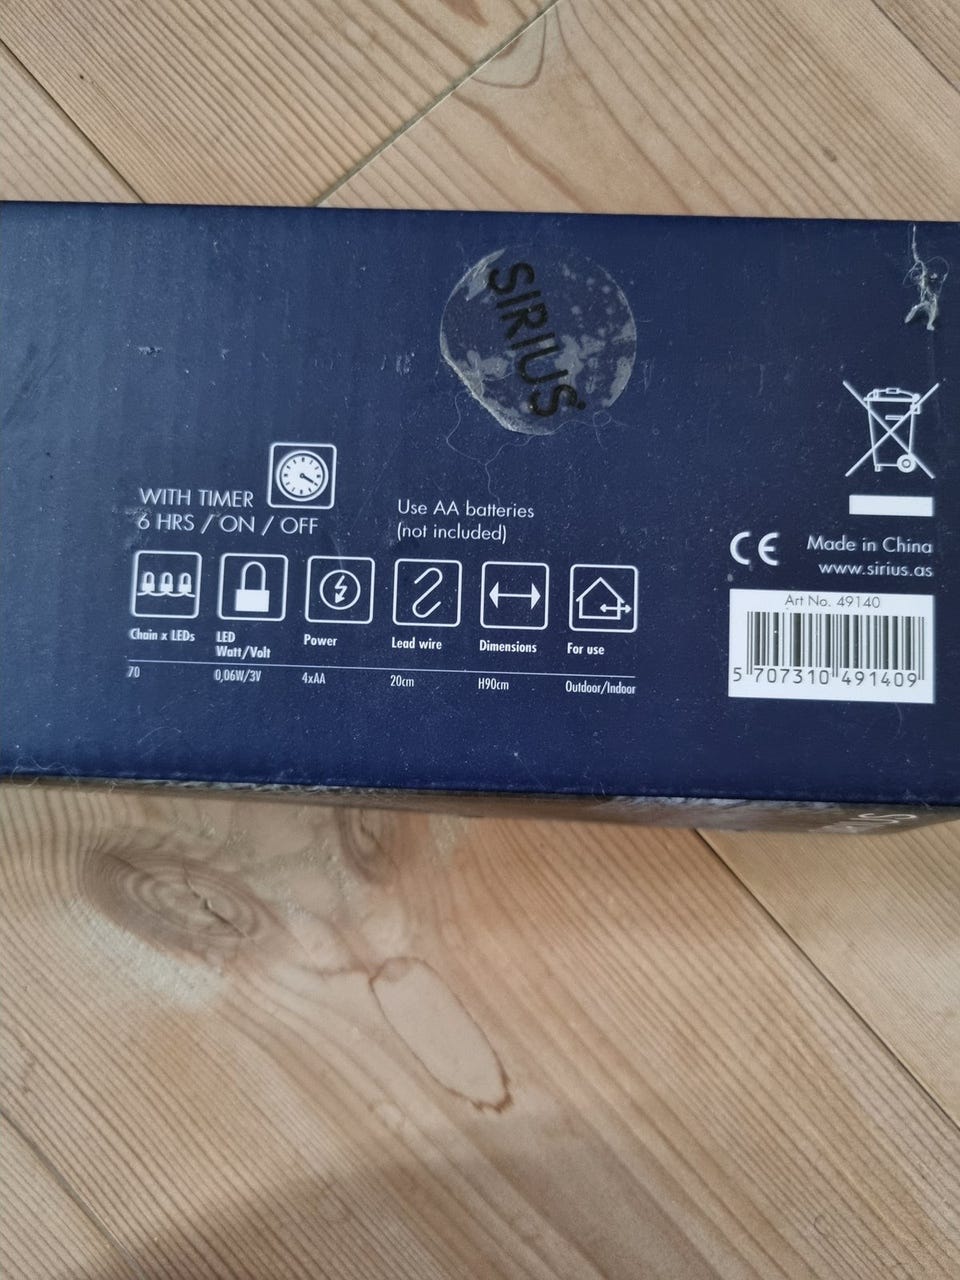 SIRIUS
WITH TIMER
6 HRS / ON / OFF
Use AA batteries
(not included)
Chain x LEDs
LED
Watt/Volt
Power
Lead wire
Dimensions
For use
70
0,06W/3V
4xAA
20cm
H90cm
Outdoor/Indoor
CE
Made in China
www.sirius.as
Art No. 49140
5 707310 491409